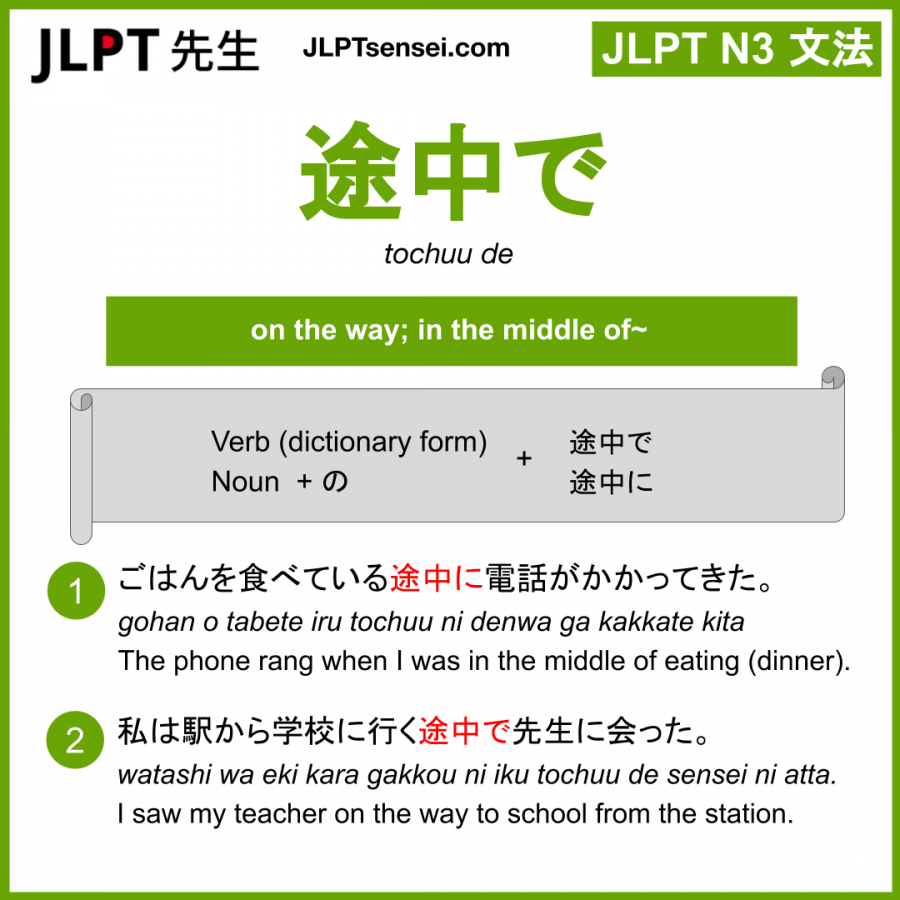 JLPT 先生
JLPTsensei.com
JLPT N3 文法
途中で
tochuu de
on the way; in the middle of~
Verb (dictionary form)
Noun + の
+
途中で
途中に
1
ごはんを食べている途中に電話がかかってきた。
gohan o tabete iru tochuu ni denwa ga kakkate kita
The phone rang when I was in the middle of eating (dinner).
2
私は駅から学校に行く途中で先生に会った。
watashi wa eki kara gakkou ni iku tochuu de sensei ni atta.
I saw my teacher on the way to school from the station.